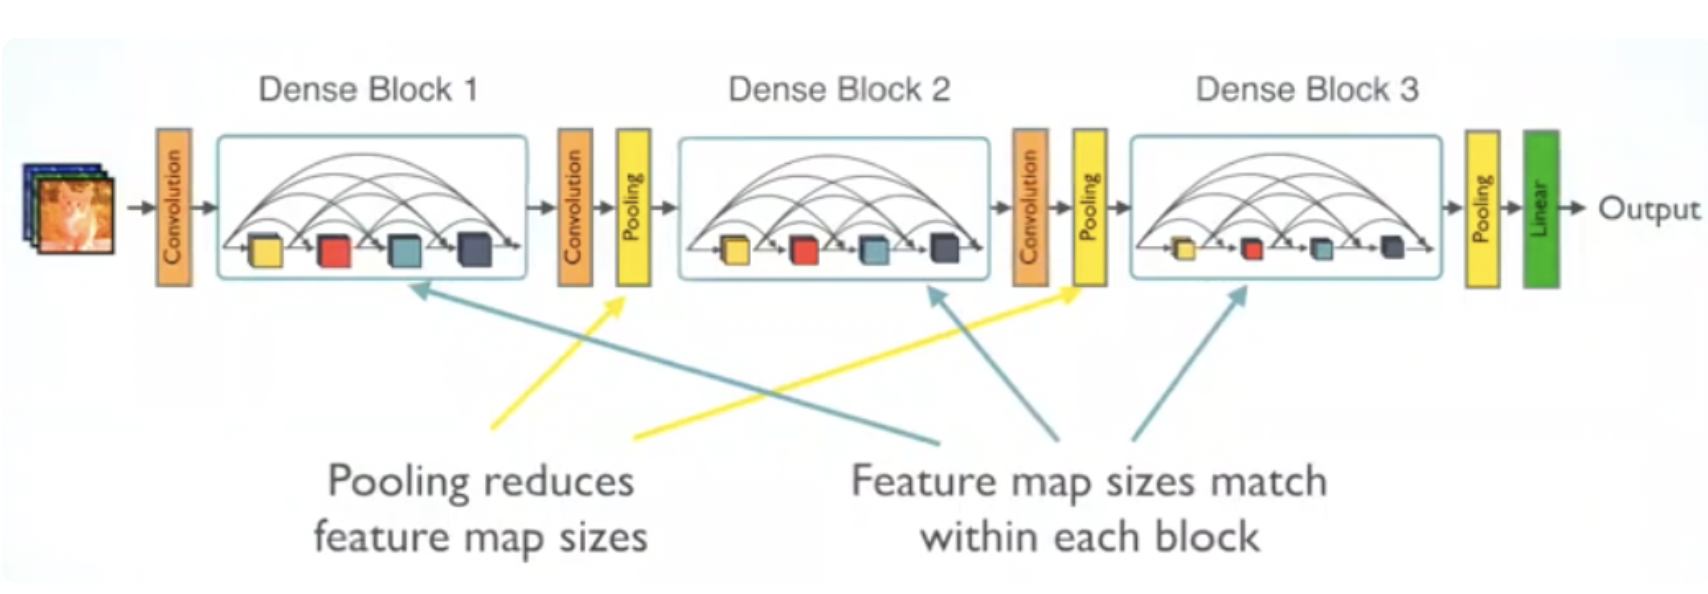 Dense Block 1
Dense Block 2
Dense Block 3
Convolution
Convolution
Pooling
Convolution
Pooling
Pooling
Linear
Output
Pooling reduces
feature map sizes
Feature map sizes match
within each block